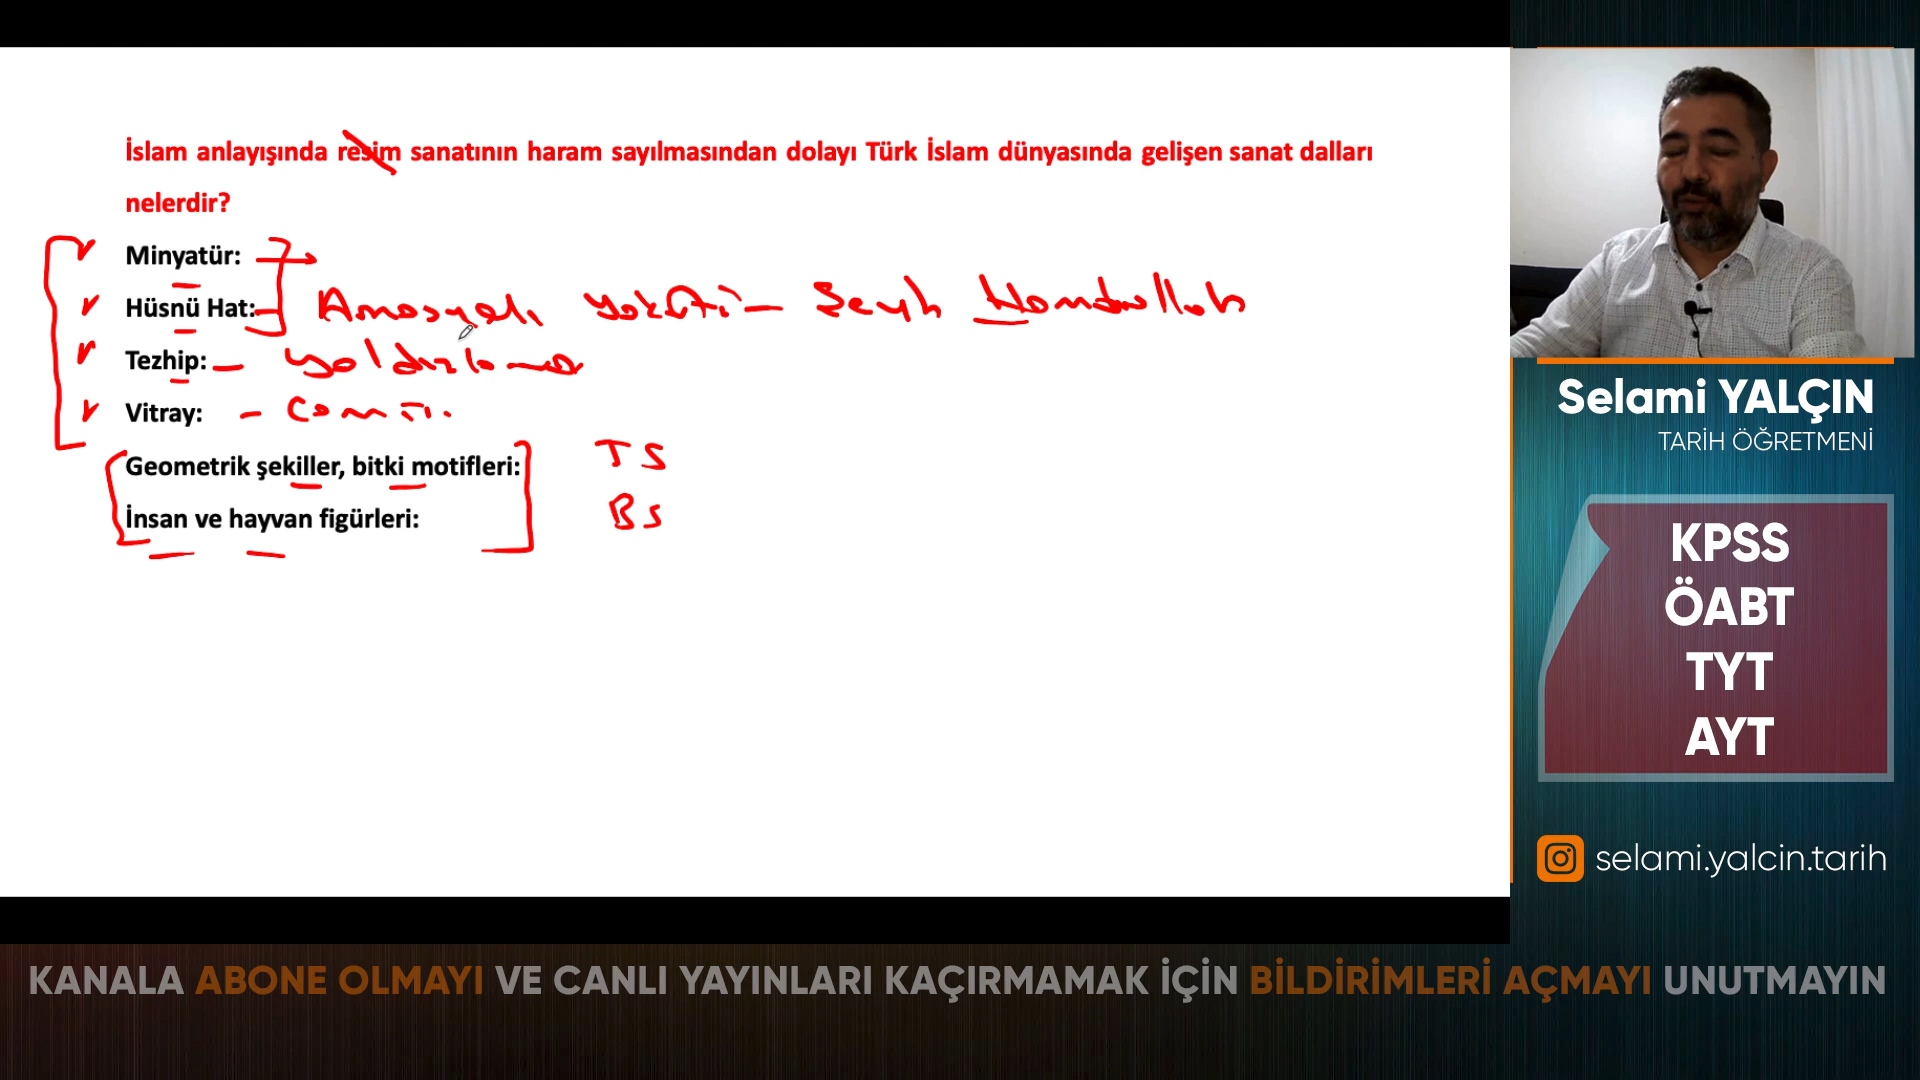 İslam anlayışında resim sanatının haram sayılmasından dolayı Türk İslam dünyasında gelişen sanat dalları
nelerdir?
Minyatür:
Hüsnü Hat: Amasyalı Yakuti - Şeyh Hamdullah
Tezhip: - yaldızlama
Vitray: - cam
Geometrik şekiller, bitki motifleri: TS
İnsan ve hayvan figürleri: BS
Selami YALÇIN
TARİH ÖĞRETMENİ
KPSS
ÖABT
TYT
AYT
selami.yalcin.tarih
KANALA ABONE OLMAYI VE CANLI YAYINLARI KAÇIRMAMAK İÇİN BİLDİRİMLERİ AÇMAYI UNUTMAYIN